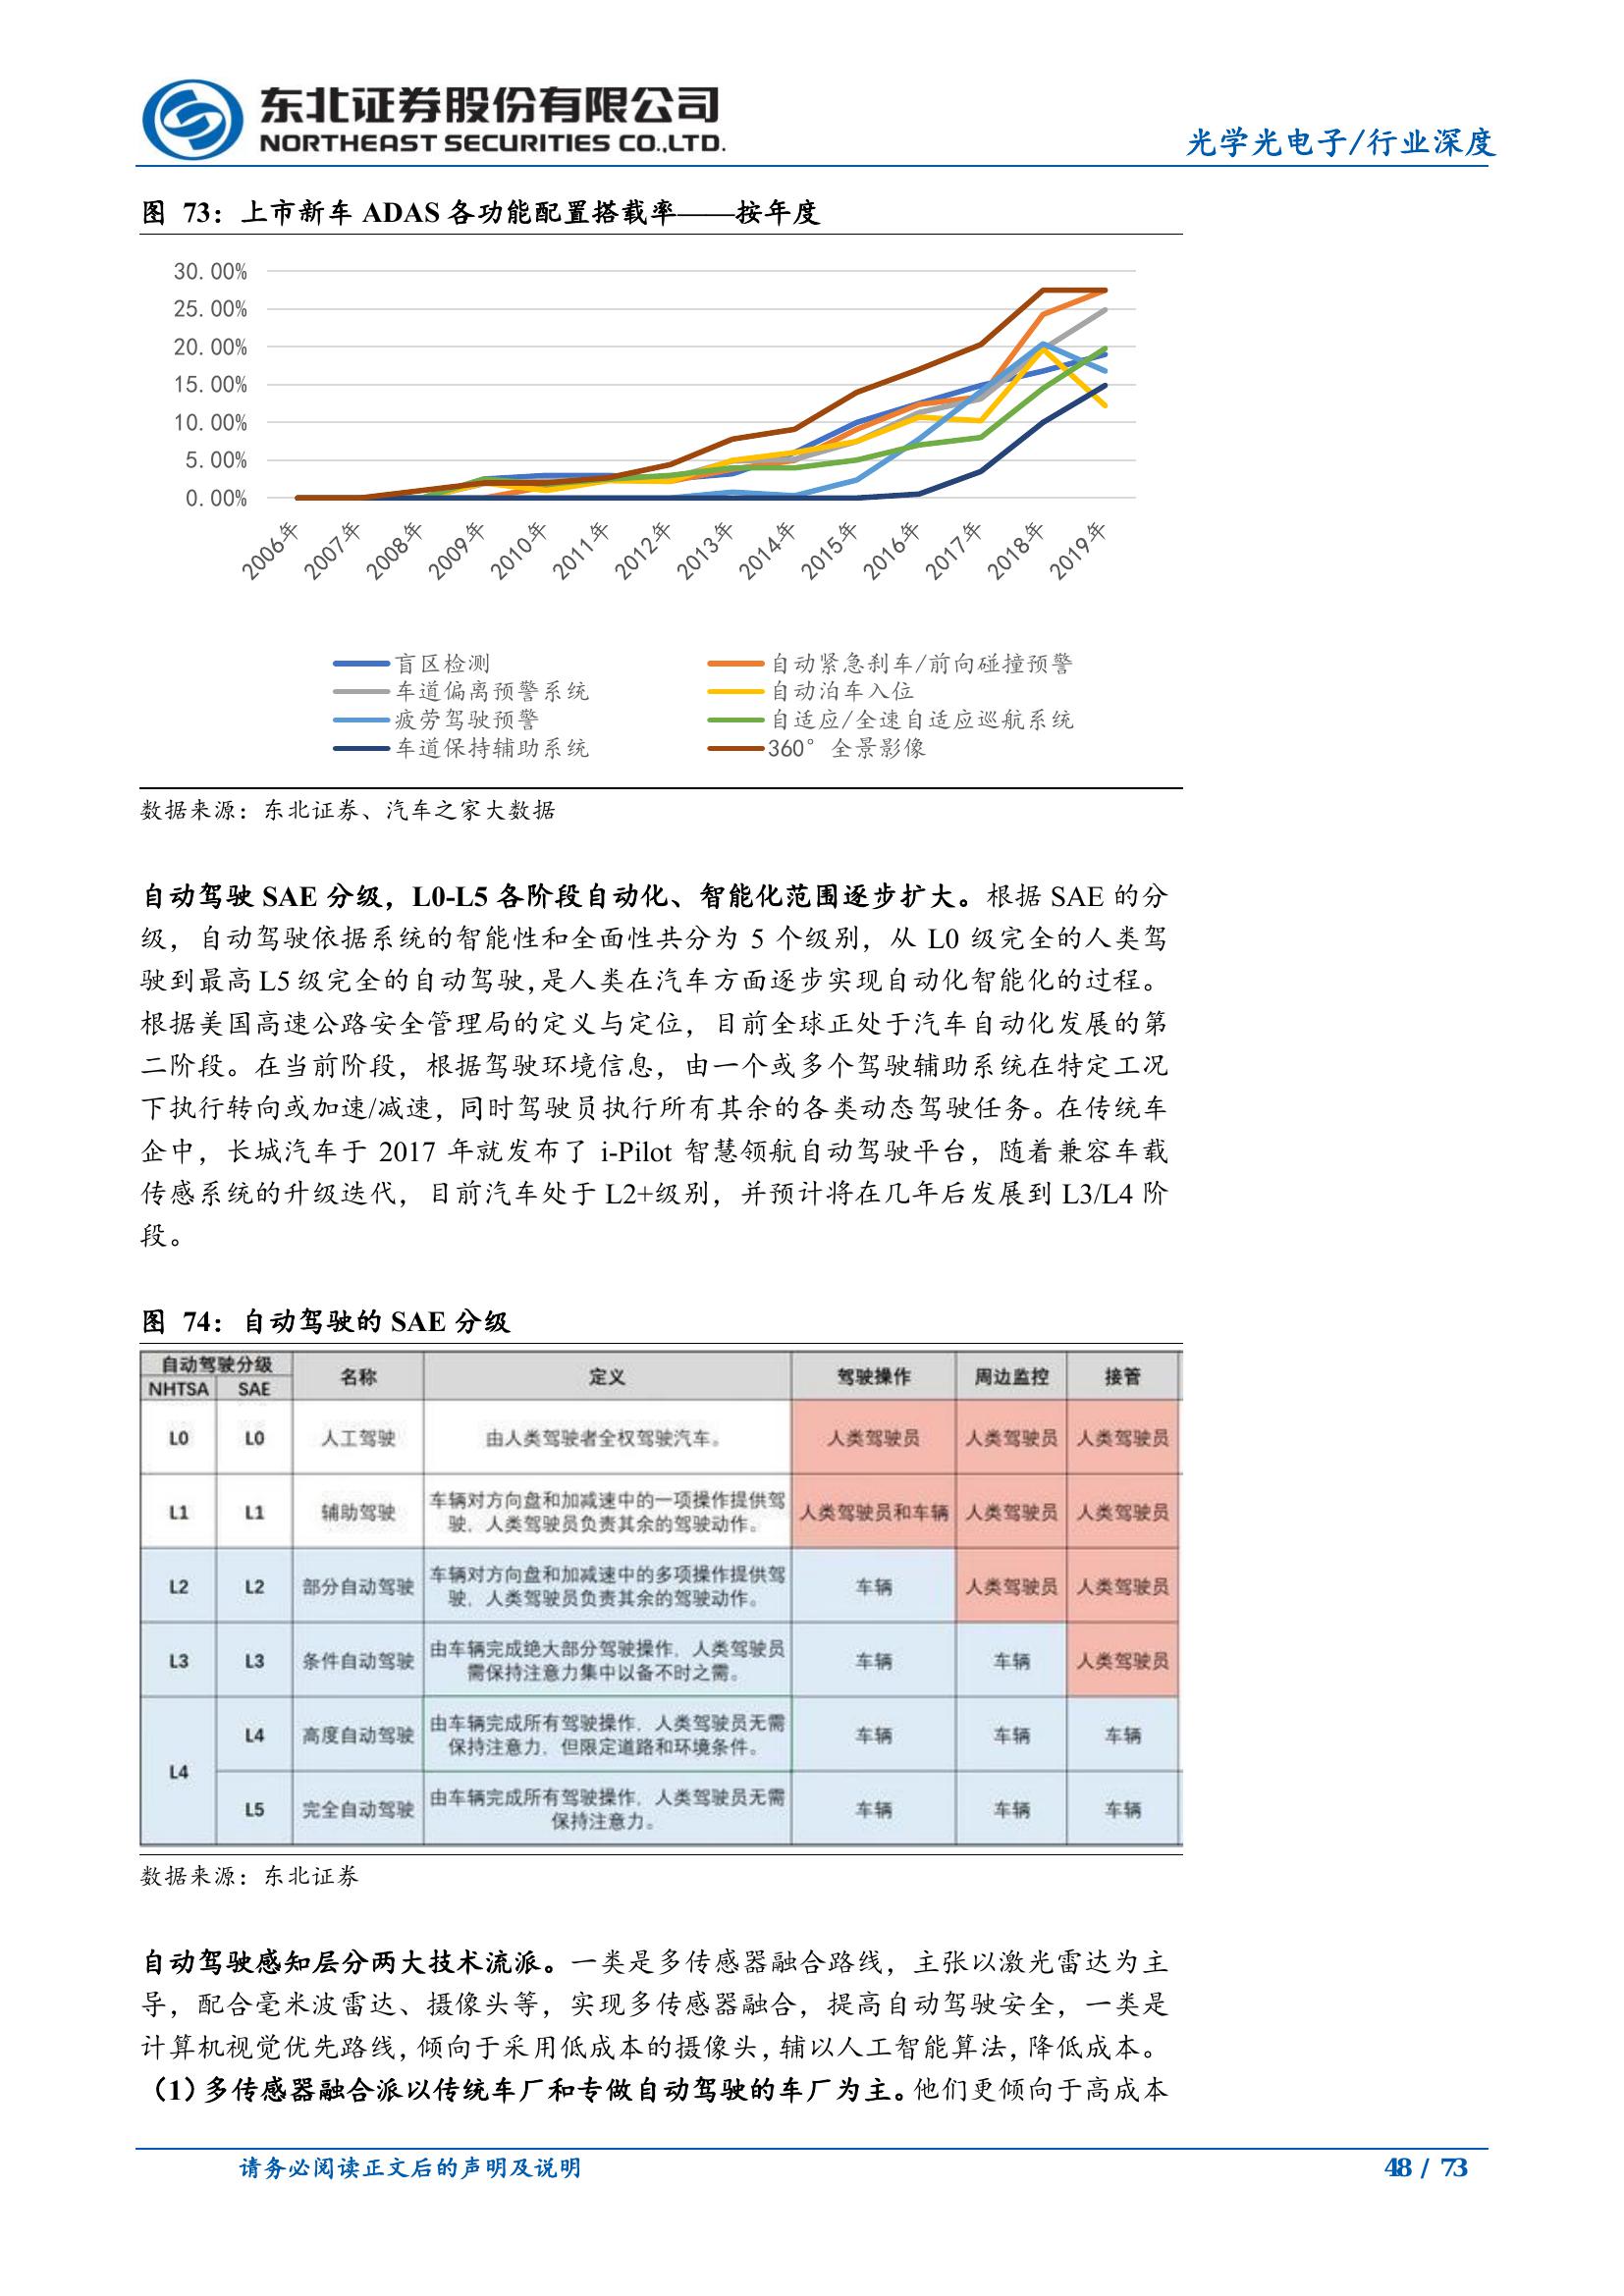 东北证券股份有限公司
NORTHEAST SECURITIES CO.,LTD.
光学光电子/行业深度
图 73：上市新车 ADAS 各功能配置搭载率——按年度
30.00%
25.00%
20.00%
15.00%
10.00%
5.00%
0.00%
2006年 2007年 2008年 2009年 2010年 2011年 2012年 2013年 2014年 2015年 2016年 2017年 2018年 2019年
盲区检测 自动紧急刹车/前向碰撞预警
车道偏离预警系统 自动泊车入位
疲劳驾驶预警 自适应/全速自适应巡航系统
车道保持辅助系统 360°全景影像
数据来源：东北证券、汽车之家大数据
自动驾驶 SAE 分级，L0-L5 各阶段自动化、智能化范围逐步扩大。根据 SAE 的分
级，自动驾驶依据系统的智能性和全面性共分为 5 个级别，从 L0 级完全的人类驾
驶到最高 L5 级完全的自动驾驶，是人类在汽车方面逐步实现自动化智能化的过程。
根据美国高速公路安全管理局的定义与定位，目前全球正处于汽车自动化发展的第
二阶段。在当前阶段，根据驾驶环境信息，由一个或多个驾驶辅助系统在特定工况
下执行转向或加速/减速，同时驾驶员执行所有其余的各类动态驾驶任务。在传统车
企中，长城汽车于 2017 年就发布了 i-Pilot 智慧领航自动驾驶平台，随着兼容车载
传感系统的升级迭代，目前汽车处于 L2+级别，并预计将在几年后发展到 L3/L4 阶
段。
图 74：自动驾驶的 SAE 分级
自动驾驶分级 名称 定义 驾驶操作 周边监控 接管
NHTSA SAE
L0 L0 人工驾驶 由人类驾驶者全权驾驶汽车。 人类驾驶员 人类驾驶员 人类驾驶员
L1 L1 辅助驾驶 车辆对方向盘和加减速中的一项操作提供驾
驶，人类驾驶员负责其余的驾驶动作。 人类驾驶员和车辆 人类驾驶员 人类驾驶员
L2 L2 部分自动驾驶 车辆对方向盘和加减速中的多项操作提供驾
驶，人类驾驶员负责其余的驾驶动作。 车辆 人类驾驶员 人类驾驶员
L3 L3 条件自动驾驶 由车辆完成绝大部分驾驶操作，人类驾驶员
需保持注意力集中以备不时之需。 车辆 车辆 人类驾驶员
L4 L4 高度自动驾驶 由车辆完成所有驾驶操作，人类驾驶员无需
保持注意力，但限定道路和环境条件。 车辆 车辆 车辆
L5 完全自动驾驶 由车辆完成所有驾驶操作，人类驾驶员无需
保持注意力。 车辆 车辆 车辆
数据来源：东北证券
自动驾驶感知层分两大技术流派。一类是多传感器融合路线，主张以激光雷达为主
导，配合毫米波雷达、摄像头等，实现多传感器融合，提高自动驾驶安全，一类是
计算机视觉优先路线，倾向于采用低成本的摄像头，辅以人工智能算法，降低成本。
（1）多传感器融合派以传统车厂和专做自动驾驶的车厂为主。他们更倾向于高成本
请务必阅读正文后的声明及说明
48 / 73